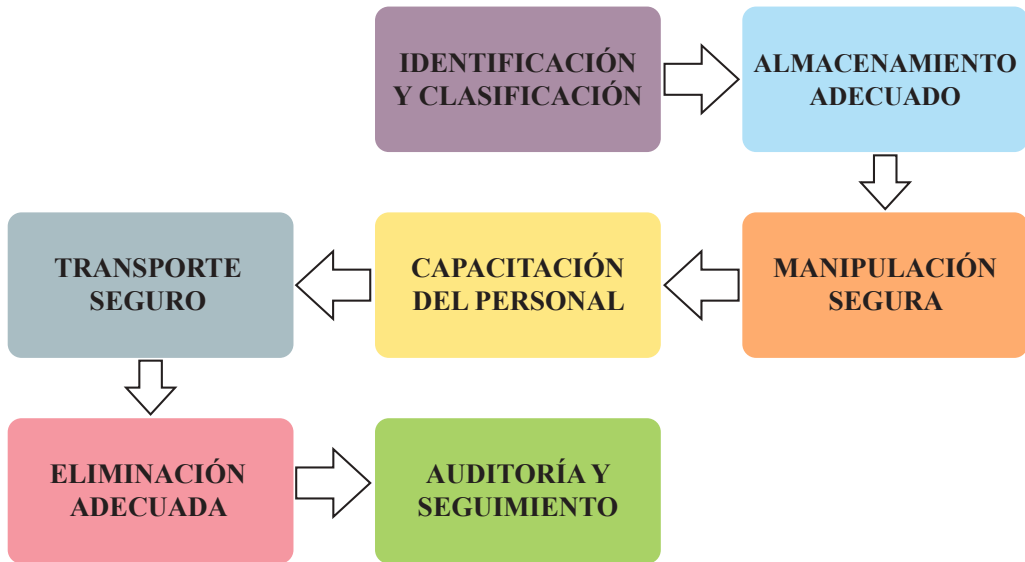 IDENTIFICACIÓN
Y CLASIFICACIÓN
ALMACENAMIENTO
ADECUADO
MANIPULACIÓN
SEGURA
CAPACITACIÓN
DEL PERSONAL
TRANSPORTE
SEGURO
ELIMINACIÓN
ADECUADA
AUDITORÍA Y
SEGUIMIENTO